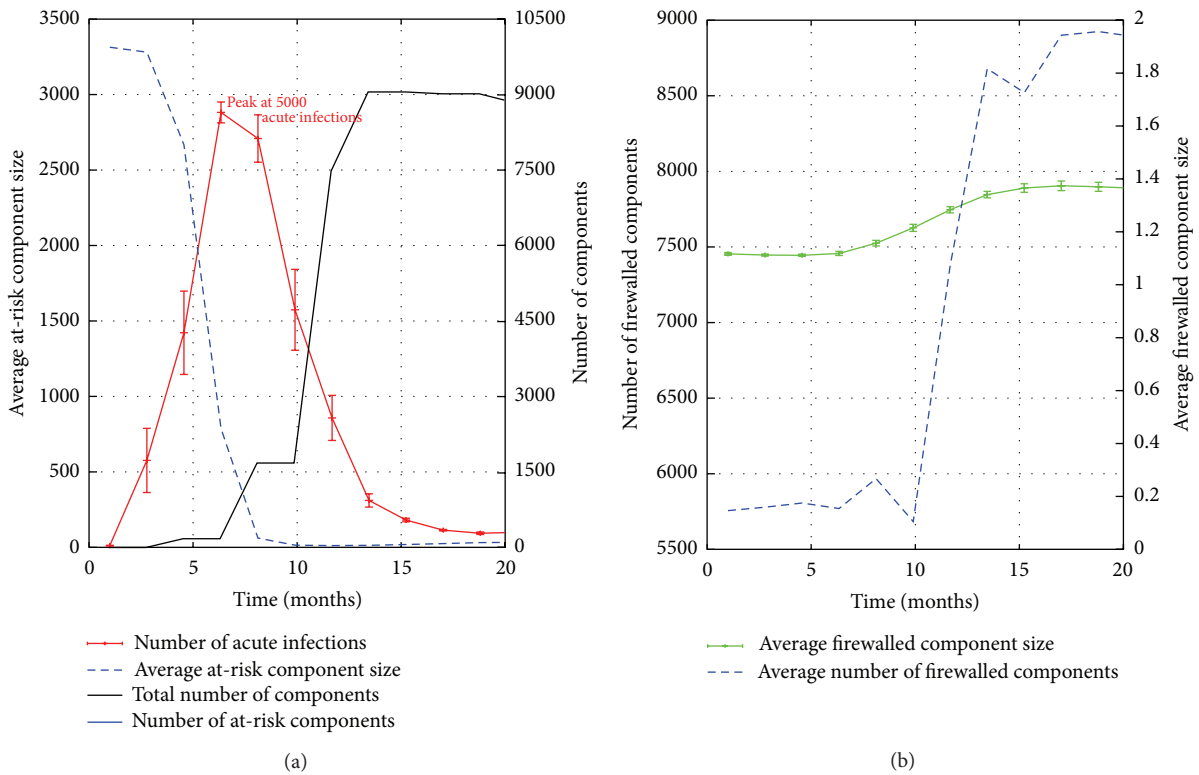 3500
3000
2500
2000
1500
1000
500
0
Average at-risk component size
10500
9000
7500
6000
4500
3000
1500
0
Number of components
Peak at 5000
acute infections
0 5 10 15 20
Time (months)
Number of acute infections
Average at-risk component size
Total number of components
Number of at-risk components
(a)
9000
8500
8000
7500
7000
6500
6000
5500
Number of firewalled components
2
1.8
1.6
1.4
1.2
1
0.8
0.6
0.4
0.2
0
Average firewalled component size
0 5 10 15 20
Time (months)
Average firewalled component size
Average number of firewalled components
(b)